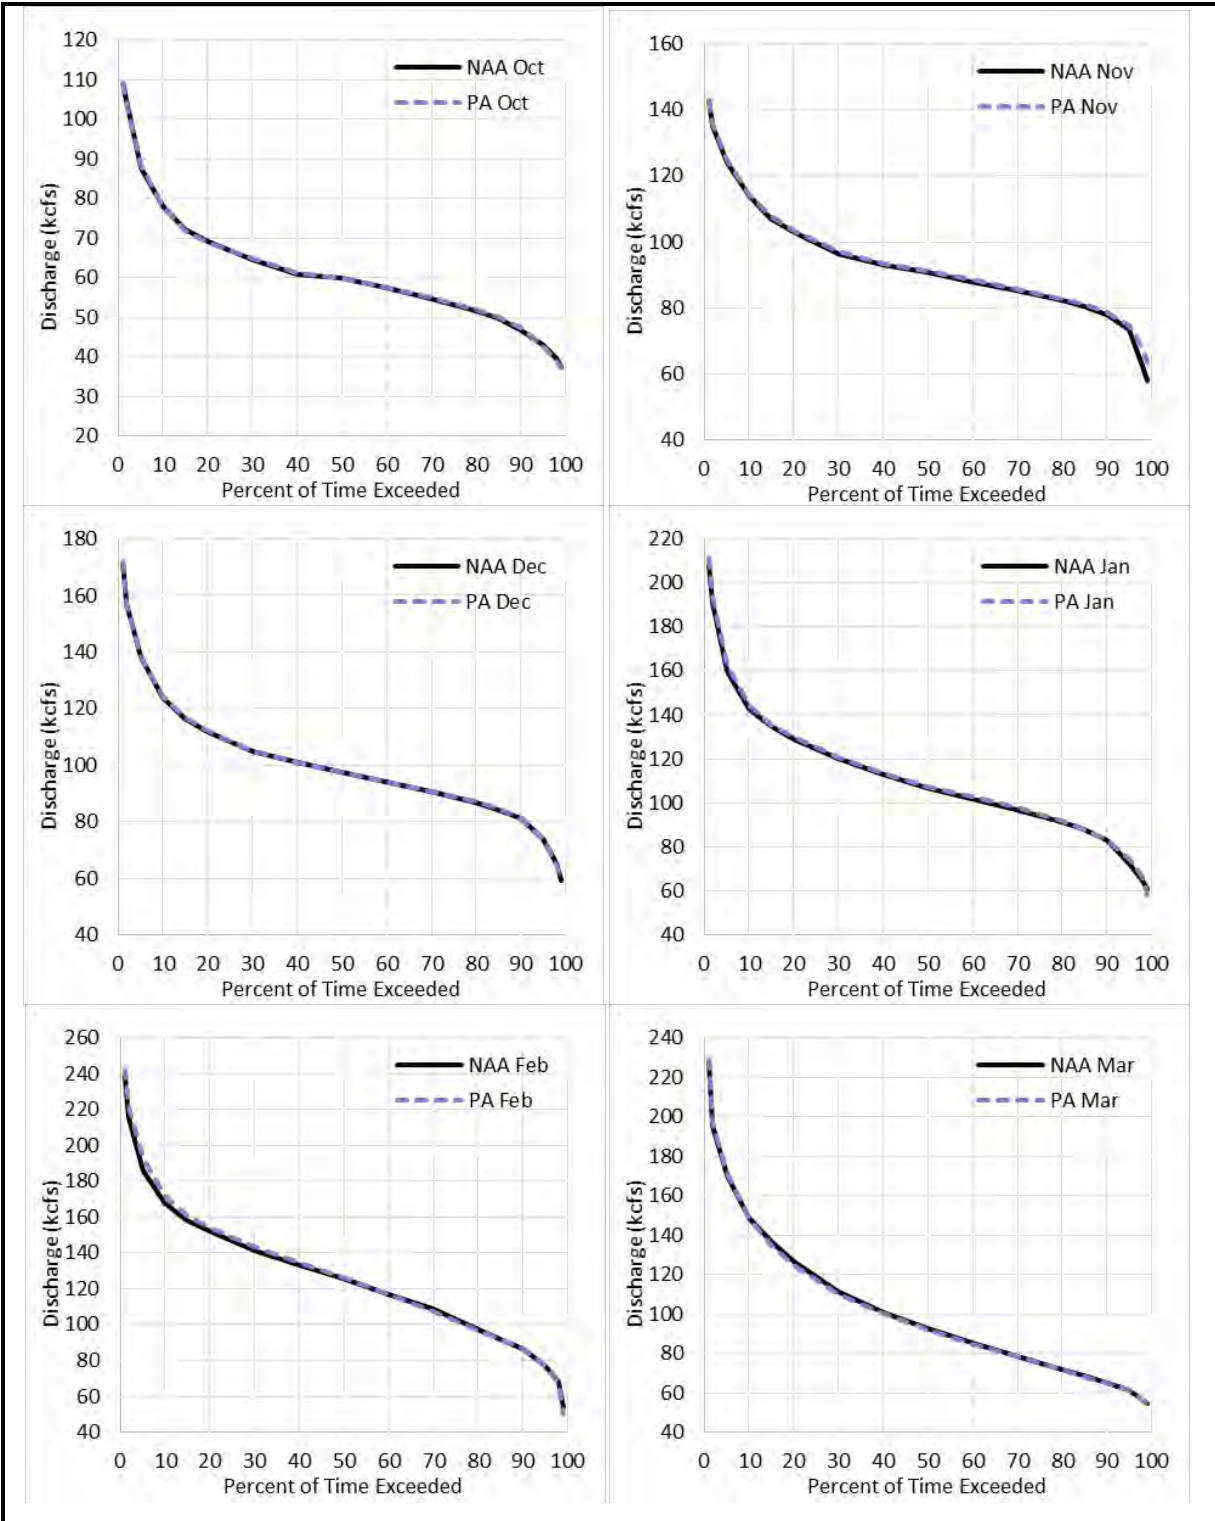 120
110
100
90
80
70
60
50
40
30
20
Discharge (kcfs)
NAA Oct
PA Oct
0 10 20 30 40 50 60 70 80 90 100
Percent of Time Exceeded
160
140
120
100
80
60
40
Discharge (kcfs)
NAA Nov
PA Nov
0 10 20 30 40 50 60 70 80 90 100
Percent of Time Exceeded
180
160
140
120
100
80
60
40
Discharge (kcfs)
NAA Dec
PA Dec
0 10 20 30 40 50 60 70 80 90 100
Percent of Time Exceeded
220
200
180
160
140
120
100
80
60
40
Discharge (kcfs)
NAA Jan
PA Jan
0 10 20 30 40 50 60 70 80 90 100
Percent of Time Exceeded
260
240
220
200
180
160
140
120
100
80
60
40
Discharge (kcfs)
NAA Feb
PA Feb
0 10 20 30 40 50 60 70 80 90 100
Percent of Time Exceeded
240
220
200
180
160
140
120
100
80
60
40
Discharge (kcfs)
NAA Mar
PA Mar
0 10 20 30 40 50 60 70 80 90 100
Percent of Time Exceeded